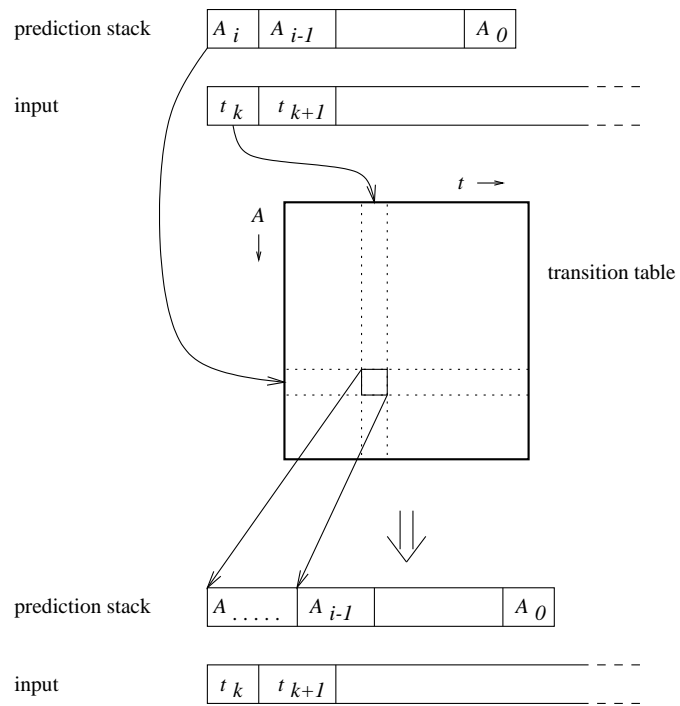 prediction stack A i A i-1 A 0
input t k t k+1
t
A
transition table
prediction stack A ..... A i-1 A 0
input t k t k+1